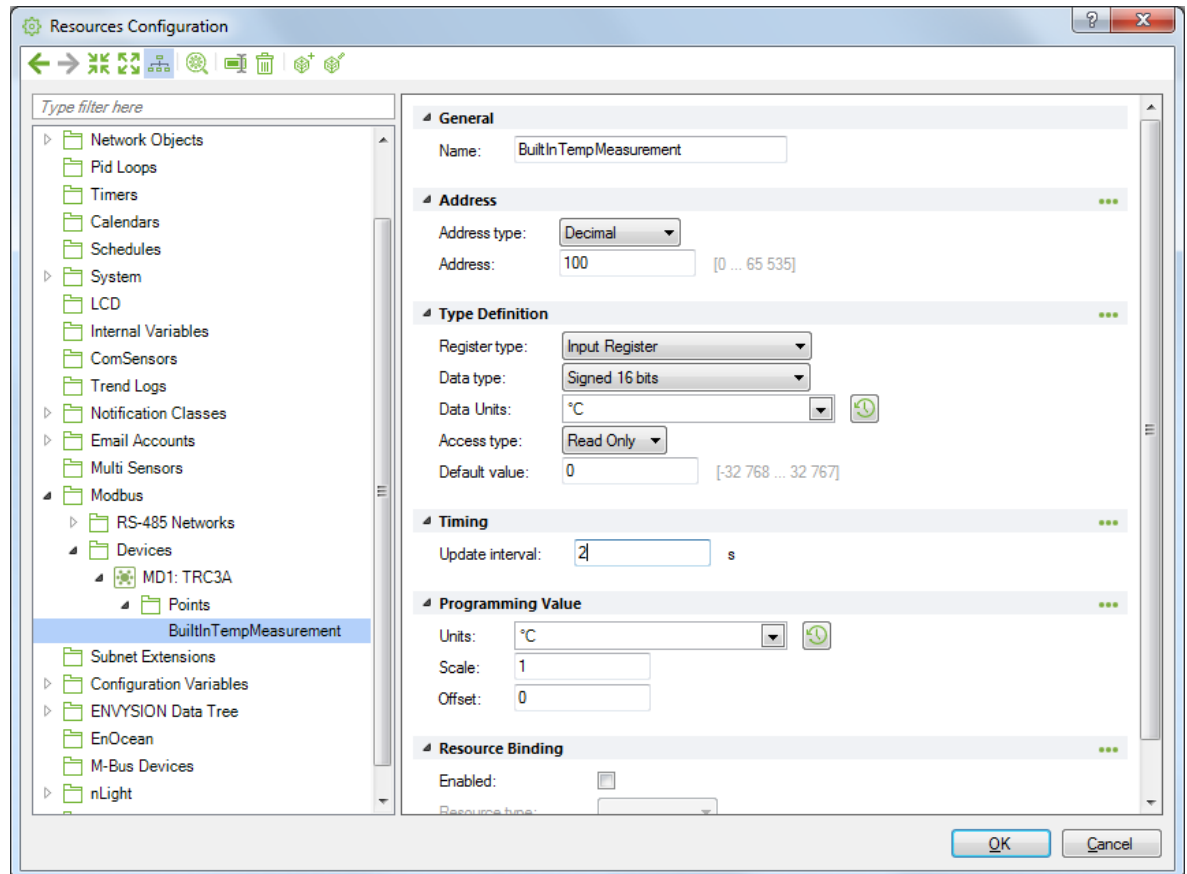 Resources Configuration
Type filter here
Network Objects
Pid Loops
Timers
Calendars
Schedules
System
LCD
Internal Variables
ComSensors
Trend Logs
Notification Classes
Email Accounts
Multi Sensors
Modbus
RS-485 Networks
Devices
MD1: TRC3A
Points
BuiltInTempMeasurement
Subnet Extensions
Configuration Variables
ENVYSION Data Tree
EnOcean
M-Bus Devices
nLight
General
Name: BuiltInTempMeasurement
Address
Address type: Decimal
Address: 100 [0 ... 65 535]
Type Definition
Register type: Input Register
Data type: Signed 16 bits
Data Units: °C
Access type: Read Only
Default value: 0 [-32 768 ... 32 767]
Timing
Update interval: 2 s
Programming Value
Units: °C
Scale: 1
Offset: 0
Resource Binding
Enabled:
Resource type:
OK Cancel